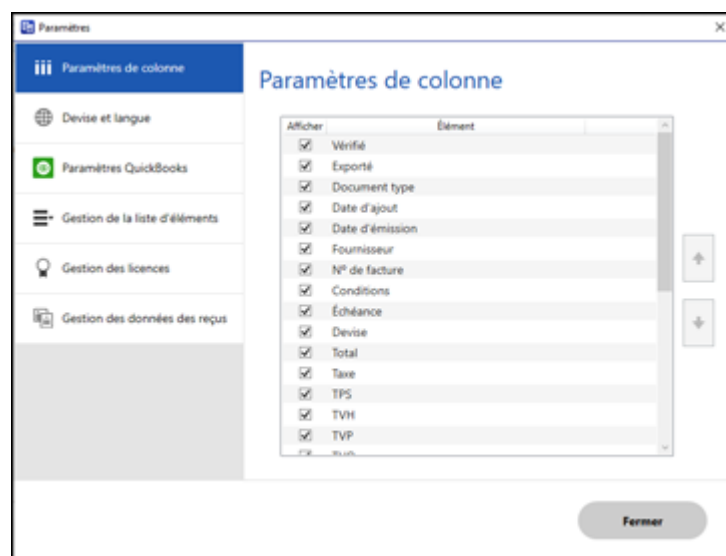 Paramètres
Paramètres de colonne
Devise et langue
Paramètres QuickBooks
Gestion de la liste d'éléments
Gestion des licences
Gestion des données des reçus
Paramètres de colonne
Afficher Élément
Vérifié
Exporté
Document type
Date d'ajout
Date d'émission
Fournisseur
Nº de facture
Conditions
Échéance
Devise
Total
Taxe
TPS
TVH
TVP
Fermer